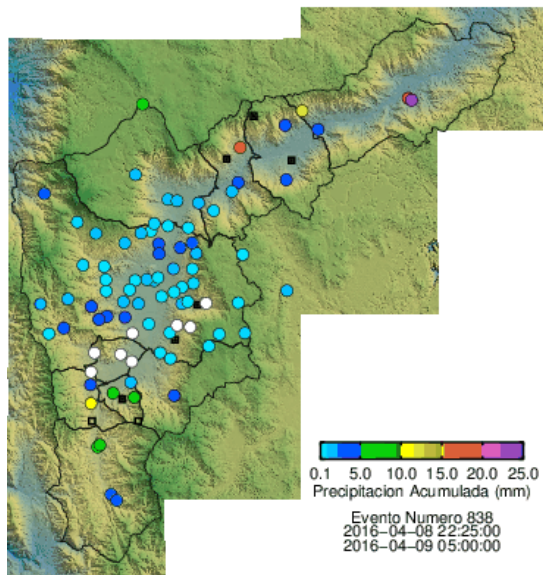 0.1 5.0 10.0 15.0 20.0 25.0
Precipitacion Acumulada (mm)
Evento Numero 838
2016-04-08 22:25:00
2016-04-09 05:00:00